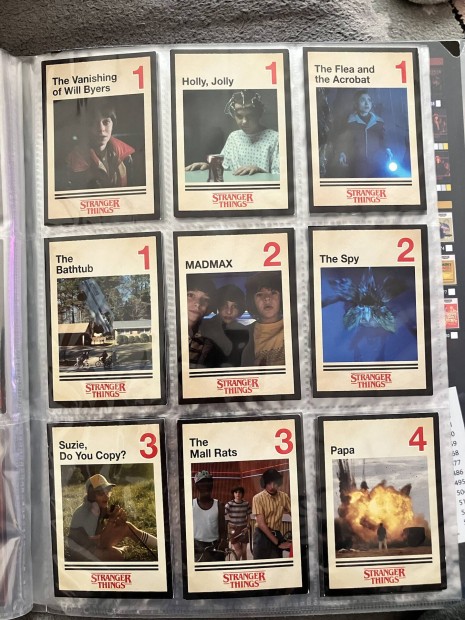 The Vanishing
of Will Byers
1
STRANGER
THINGS
Holly, Jolly
1
STRANGER
THINGS
The Flea and
the Acrobat
1
STRANGER
THINGS
The
Bathtub
1
STRANGER
THINGS
MADMAX
2
STRANGER
THINGS
The Spy
2
STRANGER
THINGS
Suzie,
Do You Copy?
3
STRANGER
THINGS
The
Mall Rats
3
STRANGER
THINGS
Papa
4
STRANGER
THINGS